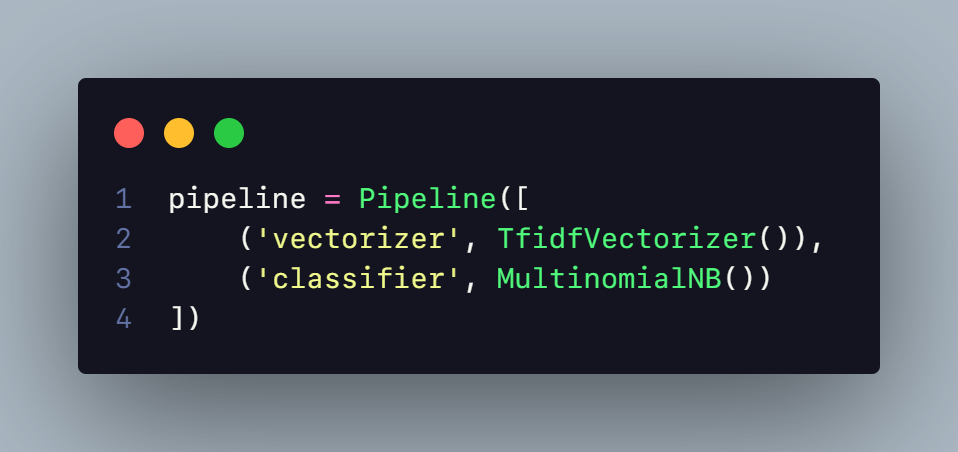 1 pipeline = Pipeline([
2     ('vectorizer', TfidfVectorizer()),
3     ('classifier', MultinomialNB())
4 ])